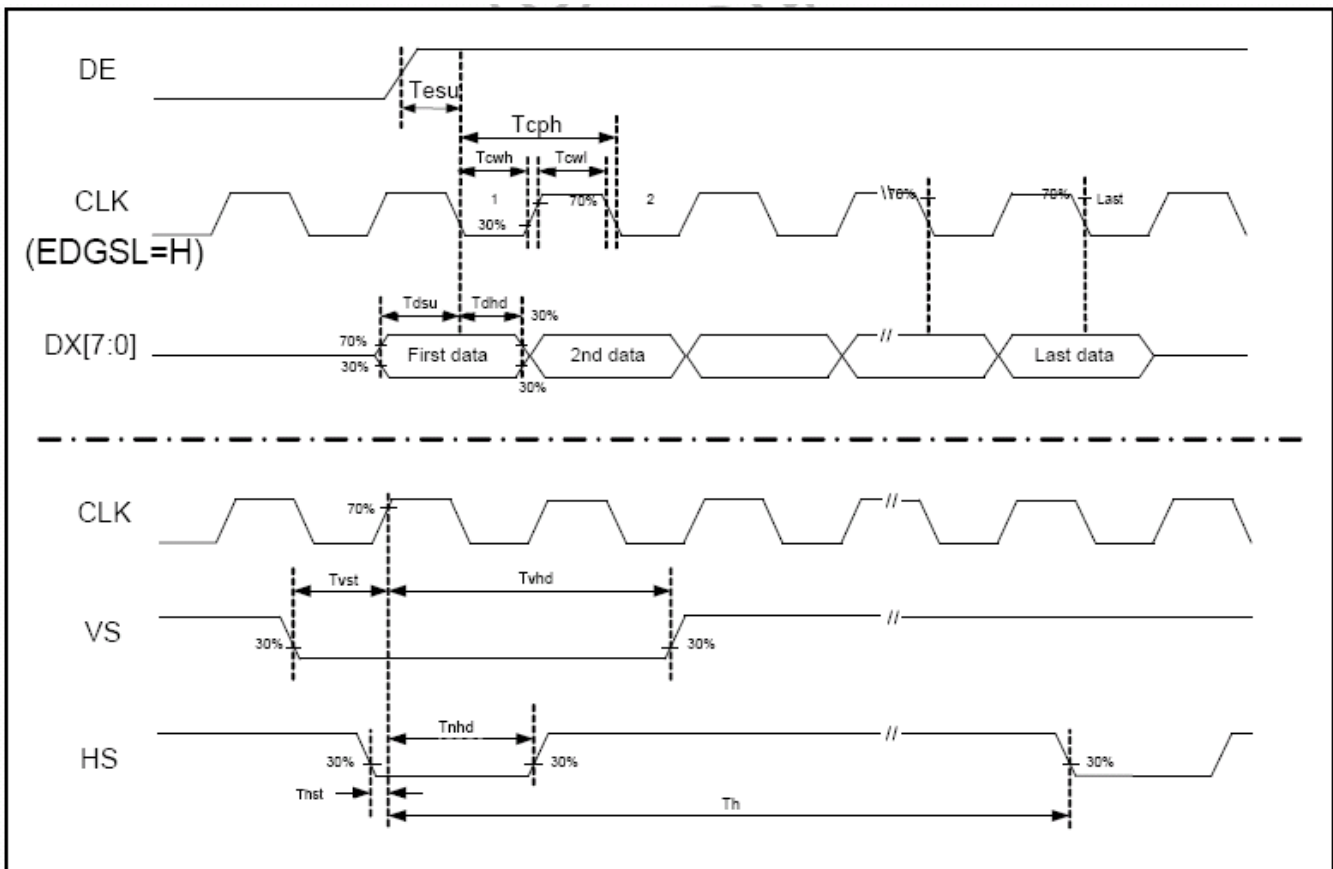 DE
Tesu
Tcph
Tcwh Tcwl
CLK 1 70% 2 70% 70% Last
30%
(EDGSL=H)
Tdsu Tdhd 30%
DX[7:0] 70% First data 2nd data // Last data
30% 30%
CLK 70% //
Tvst Tvhd
VS 30% 30% //
Tnhd
HS 30% 30% // 30%
Thst
Th